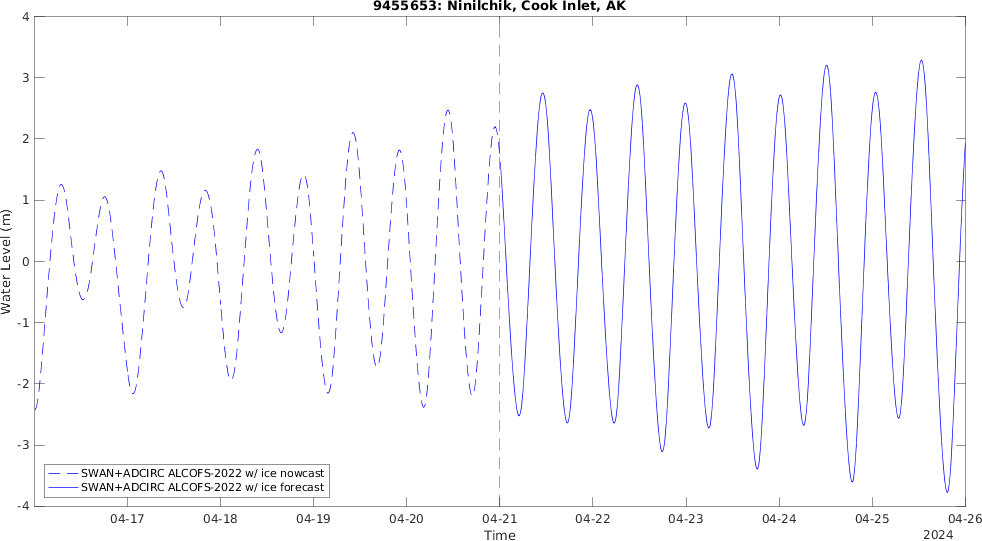 9455653: Ninilchik, Cook Inlet, AK
4
3
2
1
0
-1
-2
-3
-4
Water Level (m)
SWAN+ADCIRC ALCOFS-2022 w/ ice nowcast
SWAN+ADCIRC ALCOFS-2022 w/ ice forecast
04-17 04-18 04-19 04-20 04-21 04-22 04-23 04-24 04-25 04-26
Time
2024